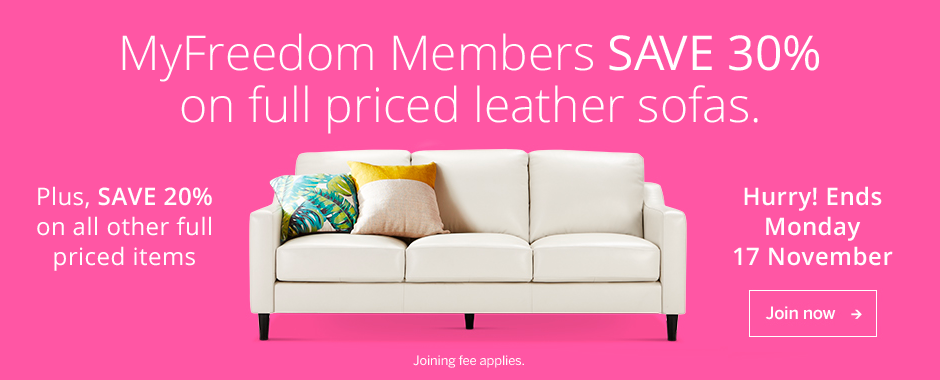 MyFreedom Members SAVE 30%
on full priced leather sofas.
Plus, SAVE 20%
on all other full
priced items
Hurry! Ends
Monday
17 November
Join now →
Joining fee applies.